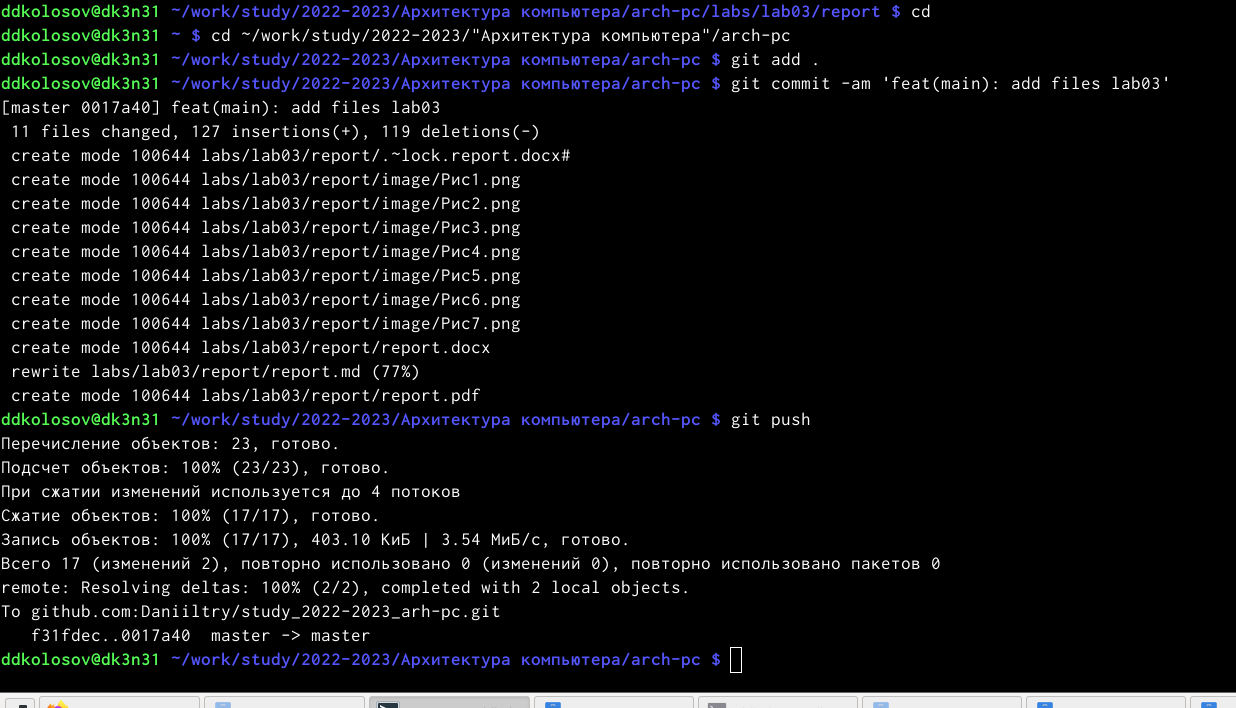 ddkolosov@dk3n31 ~/work/study/2022-2023/Архитектура компьютера/arch-pc/labs/lab03/report $ cd
ddkolosov@dk3n31 ~ $ cd ~/work/study/2022-2023/"Архитектура компьютера"/arch-pc
ddkolosov@dk3n31 ~/work/study/2022-2023/Архитектура компьютера/arch-pc $ git add .
ddkolosov@dk3n31 ~/work/study/2022-2023/Архитектура компьютера/arch-pc $ git commit -am 'feat(main): add files lab03'
[master 0017a40] feat(main): add files lab03
 11 files changed, 127 insertions(+), 119 deletions(-)
 create mode 100644 labs/lab03/report/.~lock.report.docx#
 create mode 100644 labs/lab03/report/image/Рис1.png
 create mode 100644 labs/lab03/report/image/Рис2.png
 create mode 100644 labs/lab03/report/image/Рис3.png
 create mode 100644 labs/lab03/report/image/Рис4.png
 create mode 100644 labs/lab03/report/image/Рис5.png
 create mode 100644 labs/lab03/report/image/Рис6.png
 create mode 100644 labs/lab03/report/image/Рис7.png
 create mode 100644 labs/lab03/report/report.docx
 rewrite labs/lab03/report/report.md (77%)
 create mode 100644 labs/lab03/report/report.pdf
ddkolosov@dk3n31 ~/work/study/2022-2023/Архитектура компьютера/arch-pc $ git push
Перечисление объектов: 23, готово.
Подсчет объектов: 100% (23/23), готово.
При сжатии изменений используется до 4 потоков
Сжатие объектов: 100% (17/17), готово.
Запись объектов: 100% (17/17), 403.10 КиБ | 3.54 МиБ/с, готово.
Всего 17 (изменений 2), повторно использовано 0 (изменений 0), повторно использовано пакетов 0
remote: Resolving deltas: 100% (2/2), completed with 2 local objects.
To github.com:Daniiltry/study_2022-2023_arh-pc.git
   f31fdec..0017a40  master -> master
ddkolosov@dk3n31 ~/work/study/2022-2023/Архитектура компьютера/arch-pc $